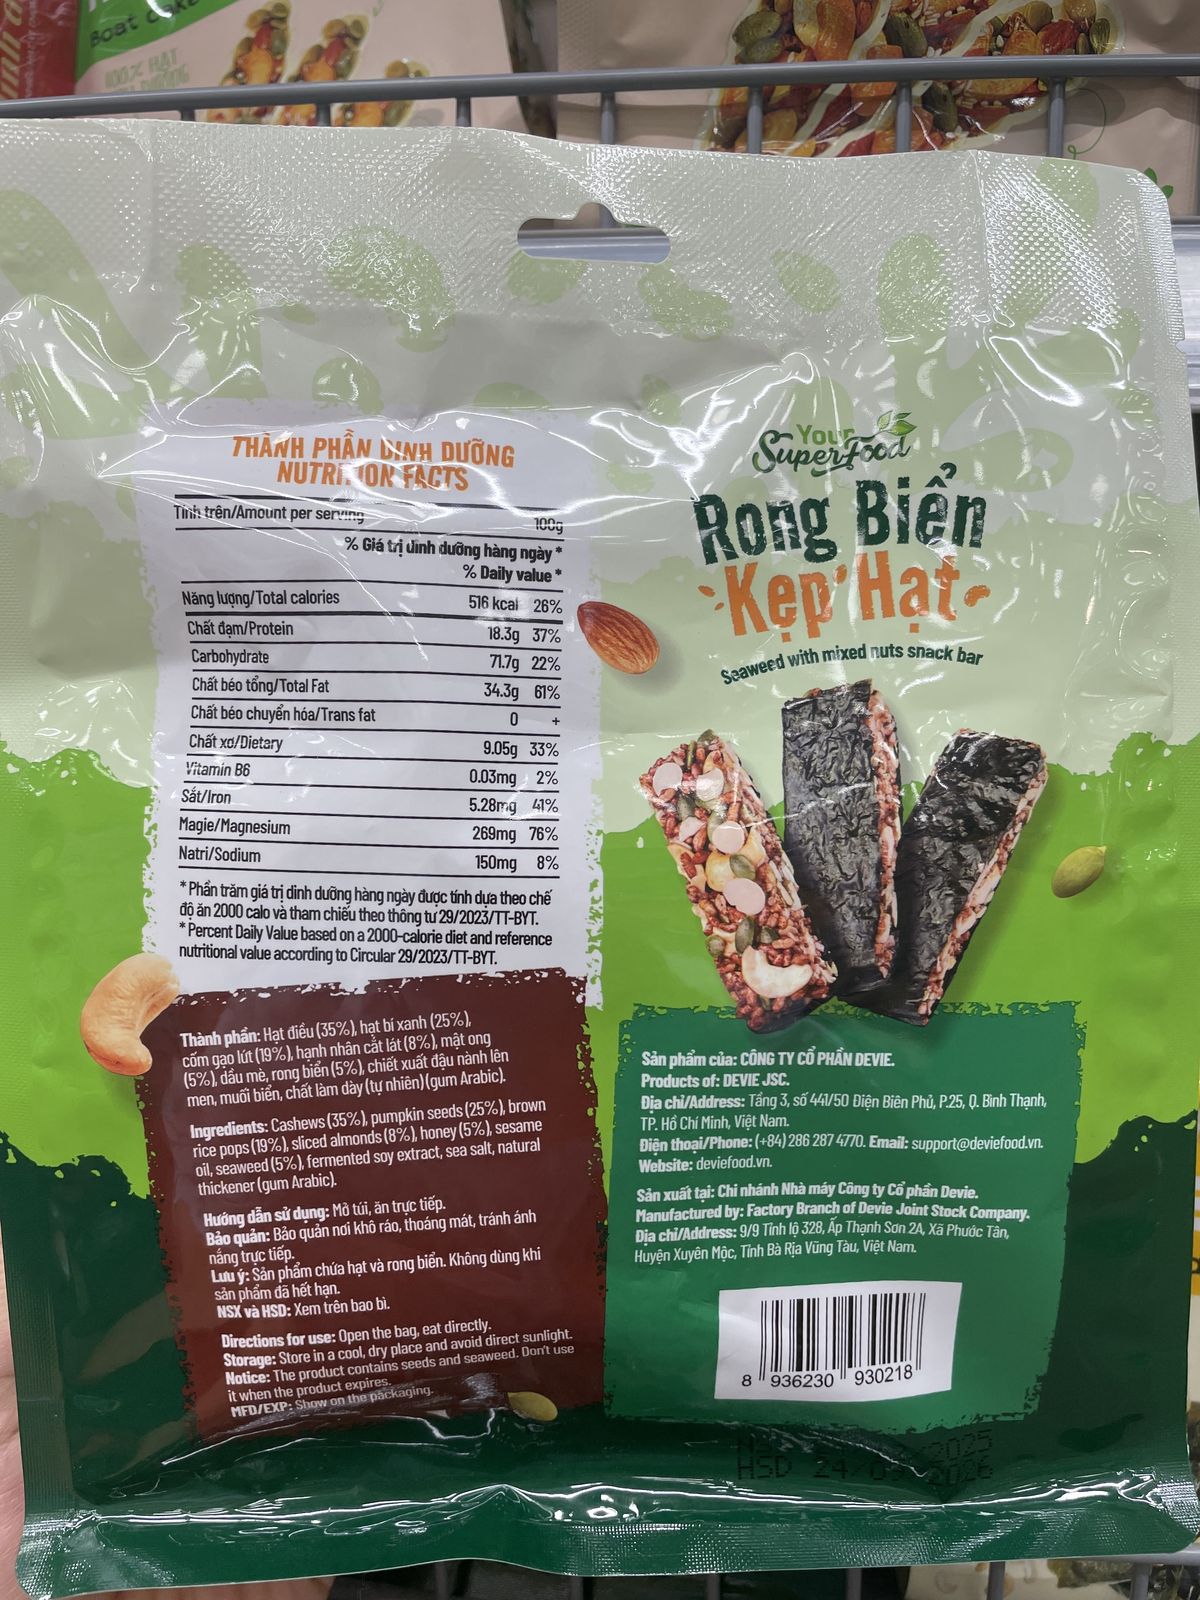 Boat cake
100% HẠT
THÀNH PHẦN DINH DƯỠNG
NUTRITION FACTS
Tính trên/Amount per serving 100g
% Giá trị dinh dưỡng hàng ngày *
% Daily value *
Năng lượng/Total calories 516 kcal 26%
Chất đạm/Protein 18.3g 37%
Carbohydrate 71.7g 22%
Chất béo tổng/Total Fat 34.3g 61%
Chất béo chuyển hóa/Trans fat 0 +
Chất xơ/Dietary 9.05g 33%
Vitamin B6 0.03mg 2%
Sắt/Iron 5.28mg 41%
Magie/Magnesium 269mg 76%
Natri/Sodium 150mg 8%
* Phần trăm giá trị dinh dưỡng hàng ngày được tính dựa theo chế
độ ăn 2000 calo và tham chiếu theo thông tư 29/2023/TT-BYT.
* Percent Daily Value based on a 2000-calorie diet and reference
nutritional value according to Circular 29/2023/TT-BYT.
Thành phần: Hạt điều (35%), hạt bí xanh (25%),
cốm gạo lứt (19%), hạnh nhân cắt lát (8%), mật ong
(5%), dầu mè, rong biển (5%), chiết xuất đậu nành lên
men, muối biển, chất làm dày (tự nhiên) (gum Arabic).
Ingredients: Cashews (35%), pumpkin seeds (25%), brown
rice pops (19%), sliced almonds (8%), honey (5%), sesame
oil, seaweed (5%), fermented soy extract, sea salt, natural
thickener (gum Arabic).
Hướng dẫn sử dụng: Mở túi, ăn trực tiếp.
Bảo quản: Bảo quản nơi khô ráo, thoáng mát, tránh ánh
nắng trực tiếp.
Lưu ý: Sản phẩm chứa hạt và rong biển. Không dùng khi
sản phẩm đã hết hạn.
NSX và HSD: Xem trên bao bì.
Directions for use: Open the bag, eat directly.
Storage: Store in a cool, dry place and avoid direct sunlight.
Notice: The product contains seeds and seaweed. Don't use
it when the product expires.
MFD/EXP: Show on the packaging.
Your
SuperFood
Rong Biển
Kẹp Hạt
Seaweed with mixed nuts snack bar
Sản phẩm của: CÔNG TY CỔ PHẦN DEVIE.
Products of: DEVIE JSC.
Địa chỉ/Address: Tầng 3, số 441/50 Điện Biên Phủ, P.25, Q. Bình Thạnh,
TP. Hồ Chí Minh, Việt Nam.
Điện thoại/Phone: (+84) 286 287 4770. Email: support@deviefood.vn.
Website: deviefood.vn.
Sản xuất tại: Chi nhánh Nhà máy Công ty Cổ phần Devie.
Manufactured by: Factory Branch of Devie Joint Stock Company.
Địa chỉ/Address: 9/9 Tỉnh lộ 328, Ấp Thạnh Sơn 2A, Xã Phước Tân,
Huyện Xuyên Mộc, Tỉnh Bà Rịa Vũng Tàu, Việt Nam.
8 936230 930218
2025
HSD 24/09 2026